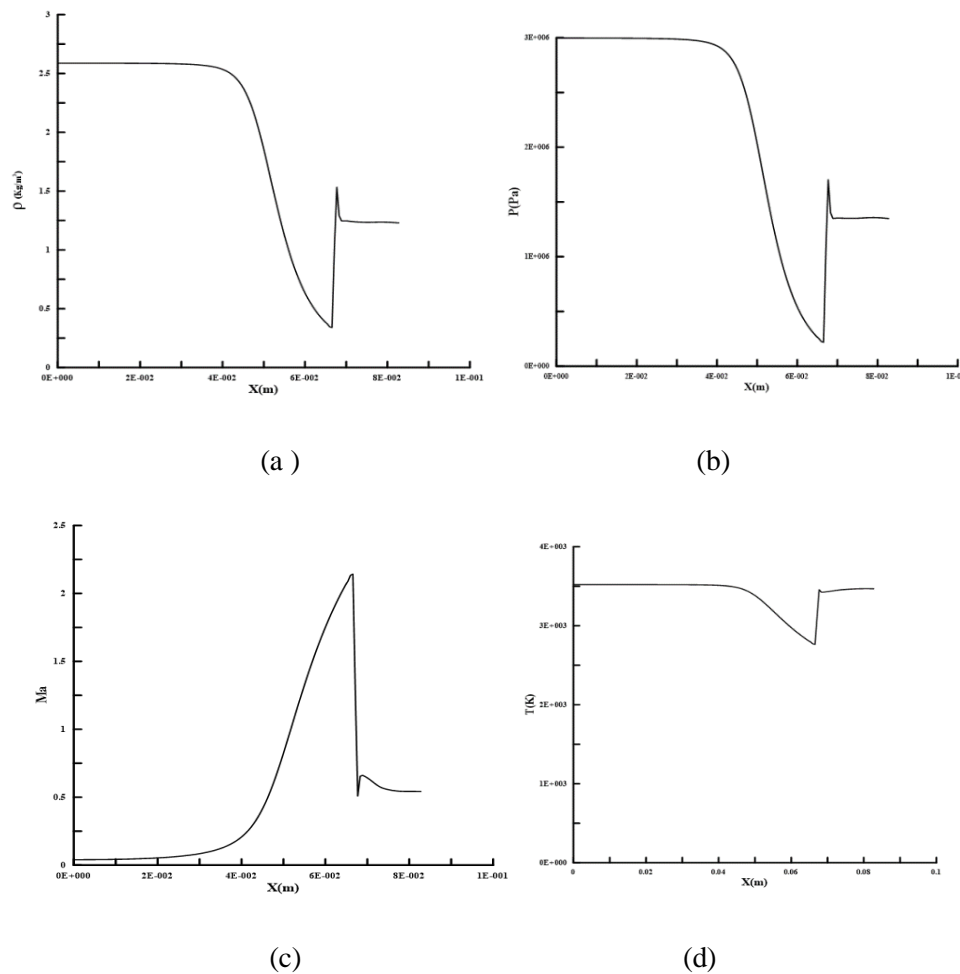 3
2.5
2
1.5
1
0.5
0
ρ (Kg/m³)
0E+000 2E-002 4E-002 6E-002 8E-002 1E-001
X(m)
3E+006
2E+006
1E+006
0E+000
P(Pa)
0E+000 2E-002 4E-002 6E-002 8E-002 1E-0
X(m)
(a )
(b)
2.5
2
1.5
1
0.5
0
Ma
0E+000 2E-002 4E-002 6E-002 8E-002 1E-001
X(m)
4E+003
3E+003
2E+003
1E+003
0E+000
T(K)
0 0.02 0.04 0.06 0.08 0.1
X(m)
(c)
(d)